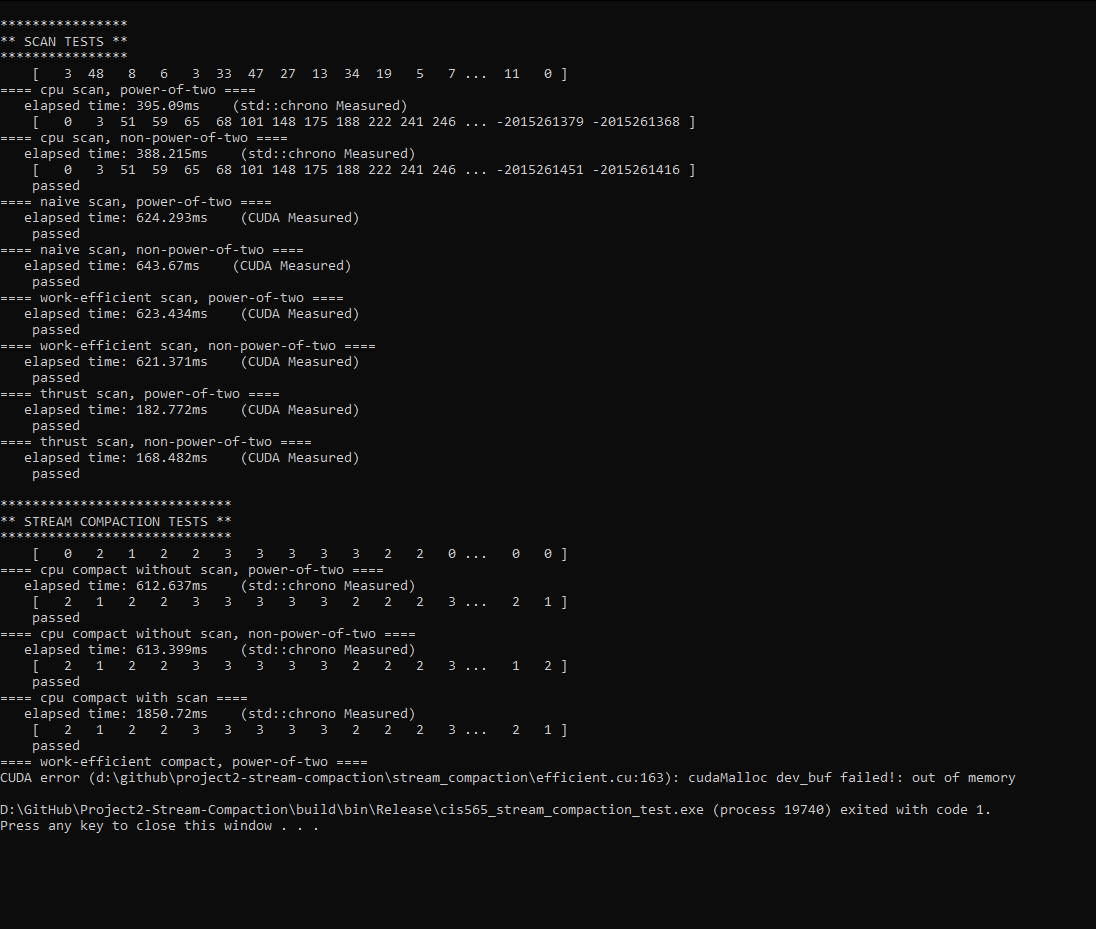 ****************
** SCAN TESTS **
****************
    [   3  48   8   6   3  33  47  27  13  34  19   5   7 ...  11   0 ]
==== cpu scan, power-of-two ====
   elapsed time: 395.09ms    (std::chrono Measured)
    [   0   3  51  59  65  68 101 148 175 188 222 241 246 ... -2015261379 -2015261368 ]
==== cpu scan, non-power-of-two ====
   elapsed time: 388.215ms    (std::chrono Measured)
    [   0   3  51  59  65  68 101 148 175 188 222 241 246 ... -2015261451 -2015261416 ]
    passed
==== naive scan, power-of-two ====
   elapsed time: 624.293ms    (CUDA Measured)
    passed
==== naive scan, non-power-of-two ====
   elapsed time: 643.67ms    (CUDA Measured)
    passed
==== work-efficient scan, power-of-two ====
   elapsed time: 623.434ms    (CUDA Measured)
    passed
==== work-efficient scan, non-power-of-two ====
   elapsed time: 621.371ms    (CUDA Measured)
    passed
==== thrust scan, power-of-two ====
   elapsed time: 182.772ms    (CUDA Measured)
    passed
==== thrust scan, non-power-of-two ====
   elapsed time: 168.482ms    (CUDA Measured)
    passed

*****************************
** STREAM COMPACTION TESTS **
*****************************
    [   0   2   1   2   2   3   3   3   3   3   2   2   0 ...   0   0 ]
==== cpu compact without scan, power-of-two ====
   elapsed time: 612.637ms    (std::chrono Measured)
    [   2   1   2   2   3   3   3   3   3   2   2   2   3 ...   2   1 ]
    passed
==== cpu compact without scan, non-power-of-two ====
   elapsed time: 613.399ms    (std::chrono Measured)
    [   2   1   2   2   3   3   3   3   3   2   2   2   3 ...   1   2 ]
    passed
==== cpu compact with scan ====
   elapsed time: 1850.72ms    (std::chrono Measured)
    [   2   1   2   2   3   3   3   3   3   2   2   2   3 ...   2   1 ]
    passed
==== work-efficient compact, power-of-two ====
CUDA error (d:\github\project2-stream-compaction\stream_compaction\efficient.cu:163): cudaMalloc dev_buf failed!: out of memory

D:\GitHub\Project2-Stream-Compaction\build\bin\Release\cis565_stream_compaction_test.exe (process 19740) exited with code 1.
Press any key to close this window . . .